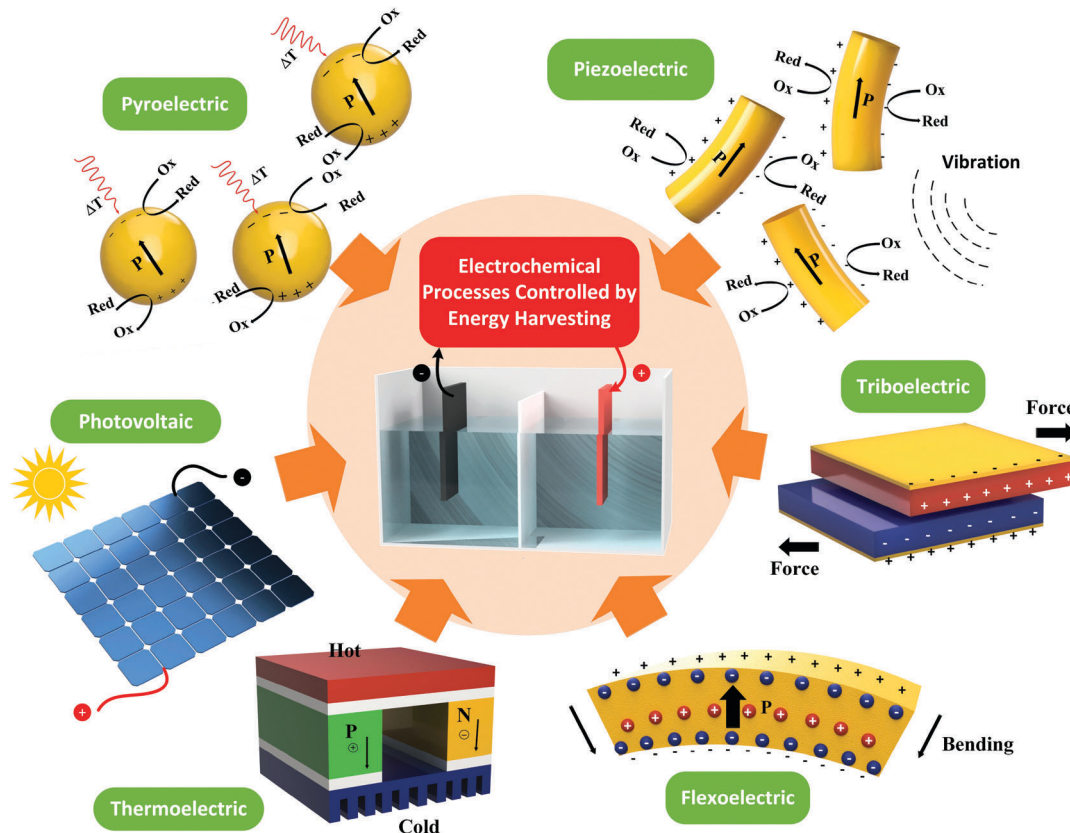 Pyroelectric
ΔT
Ox
Red
P
Red
Ox
ΔT
Ox
Red
P
Red
Ox
ΔT
Ox
Red
P
Red
Ox
Piezoelectric
Red
Ox
P
Ox
Red
Red
Ox
P
Ox
Red
Red
Ox
P
Ox
Red
Vibration
Electrochemical
Processes Controlled by
Energy Harvesting
-
+
Photovoltaic
-
+
Triboelectric
Force
- - - - - - - -
+ + + + + + + +
- - - - - - - -
+ + + + + + + +
Force
Hot
P
+
N
-
Cold
Thermoelectric
P
Bending
Flexoelectric